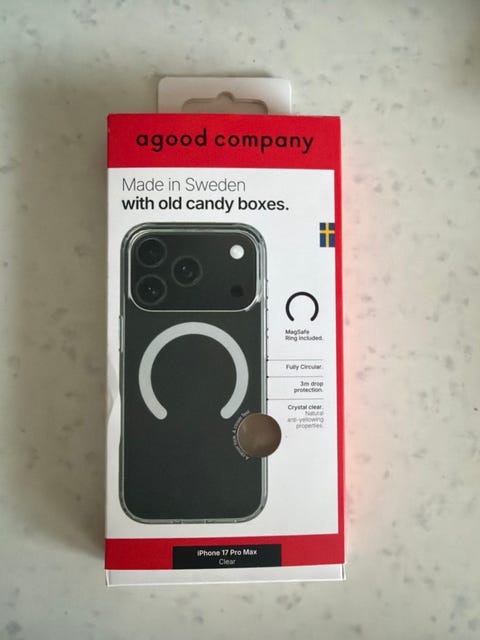 agood company
Made in Sweden
with old candy boxes.
MagSafe
Ring included.
Fully Circular.
3m drop
protection.
Crystal clear.
Natural
anti-yellowing
properties.
iPhone 17 Pro Max
Clear